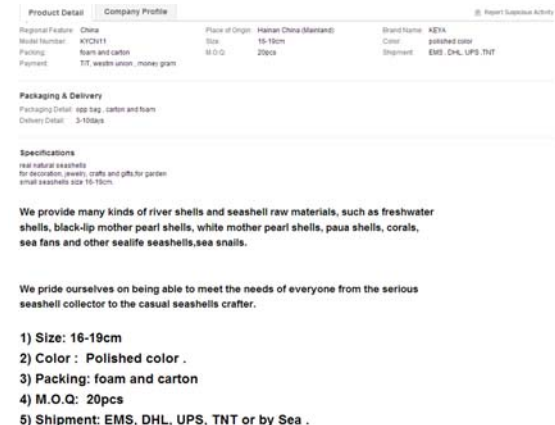 Product Detail
Company Profile
Report Suspicious Activity
Regional Feature: China
Place of Origin: Hainan China (Mainland)
Brand Name: KEYA
Model Number: KYCN11
Size: 16-19cm
Color: polished color
Packing: foam and carton
M.O.Q: 20pcs
Shipment: EMS . DHL. UPS .TNT
Payment: T/T, westin union , money gram
Packaging & Delivery
Packaging Detail: opp bag , carton and foam
Delivery Detail: 3-10days
Specifications
real natural seashells
for decoration, jewelry, crafts and gifts,for garden
small seashells size 16-19cm.
We provide many kinds of river shells and seashell raw materials, such as freshwater
shells, black-lip mother pearl shells, white mother pearl shells, paua shells, corals,
sea fans and other sealife seashells,sea snails.
We pride ourselves on being able to meet the needs of everyone from the serious
seashell collector to the casual seashells crafter.
1) Size: 16-19cm
2) Color : Polished color .
3) Packing: foam and carton
4) M.O.Q: 20pcs
5) Shipment: EMS, DHL, UPS, TNT or by Sea .